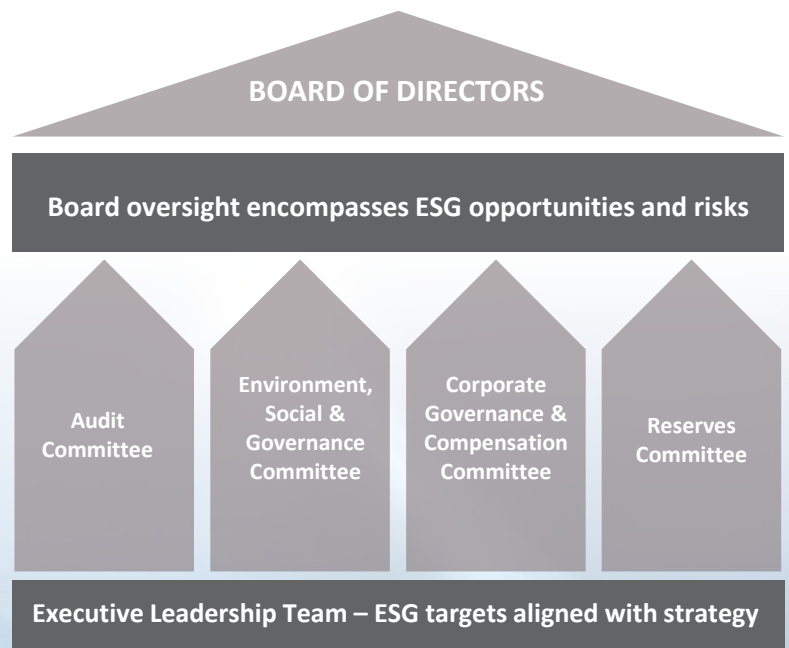 BOARD OF DIRECTORS
Board oversight encompasses ESG opportunities and risks
Audit
Committee
Environment,
Social &
Governance
Committee
Corporate
Governance &
Compensation
Committee
Reserves
Committee
Executive Leadership Team – ESG targets aligned with strategy